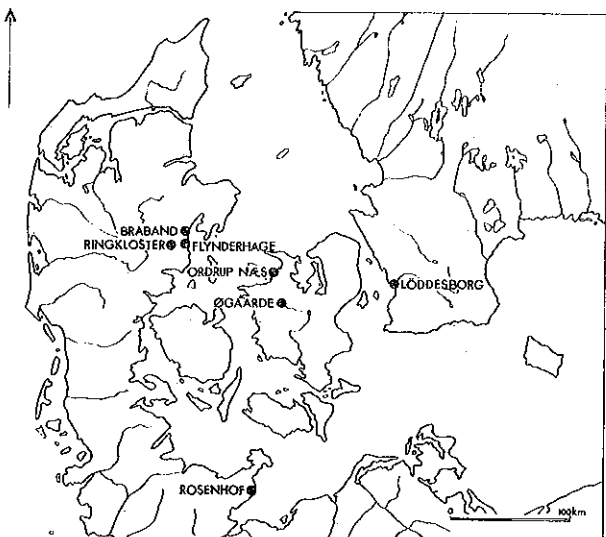 BRABAND
RINGKLOSTER
FLYNDERHAGE
ORDRUP NÆS
LÖDDESBORG
ØGAARDE
ROSENHOF
0 100km